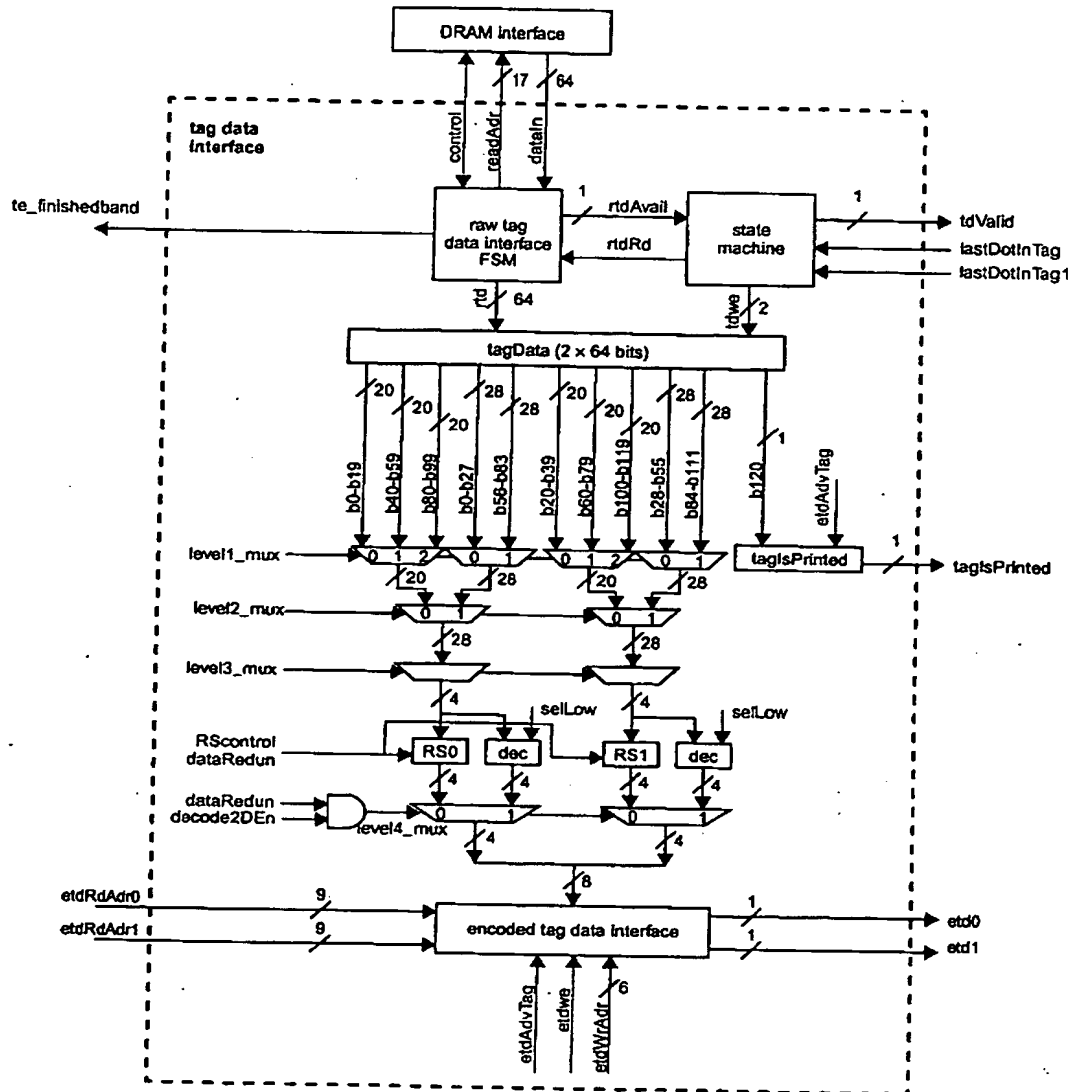 DRAM interface
17
64
control
readAdr
dataIn
tag data
interface
te_finishedband
raw tag
data interface
FSM
1
rtdAvail
rtdRd
state
machine
1
tdValid
lastDotInTag
lastDotInTag1
rtd
64
tdwe
2
tagData (2 × 64 bits)
20
20
20
28
28
20
20
20
28
28
1
b0-b19
b40-b59
b80-b99
b0-b27
b56-b83
b20-b39
b60-b79
b100-b119
b28-b55
b84-b111
b120
etdAdvTag
level1_mux
0 1 2
0 1
0 1 2
0 1
tagIsPrinted
1
tagIsPrinted
20
28
20
28
level2_mux
0 1
0 1
28
28
level3_mux
4
4
selLow
selLow
RScontrol
dataRedun
RS0
dec
RS1
dec
4
4
4
4
dataRedun
decode2DEn
level4_mux
0 1
0 1
4
4
8
etdRdAdr0
9
etdRdAdr1
9
encoded tag data interface
1
etd0
1
etd1
etdAdvTag
etdwe
etdWrAdr
6